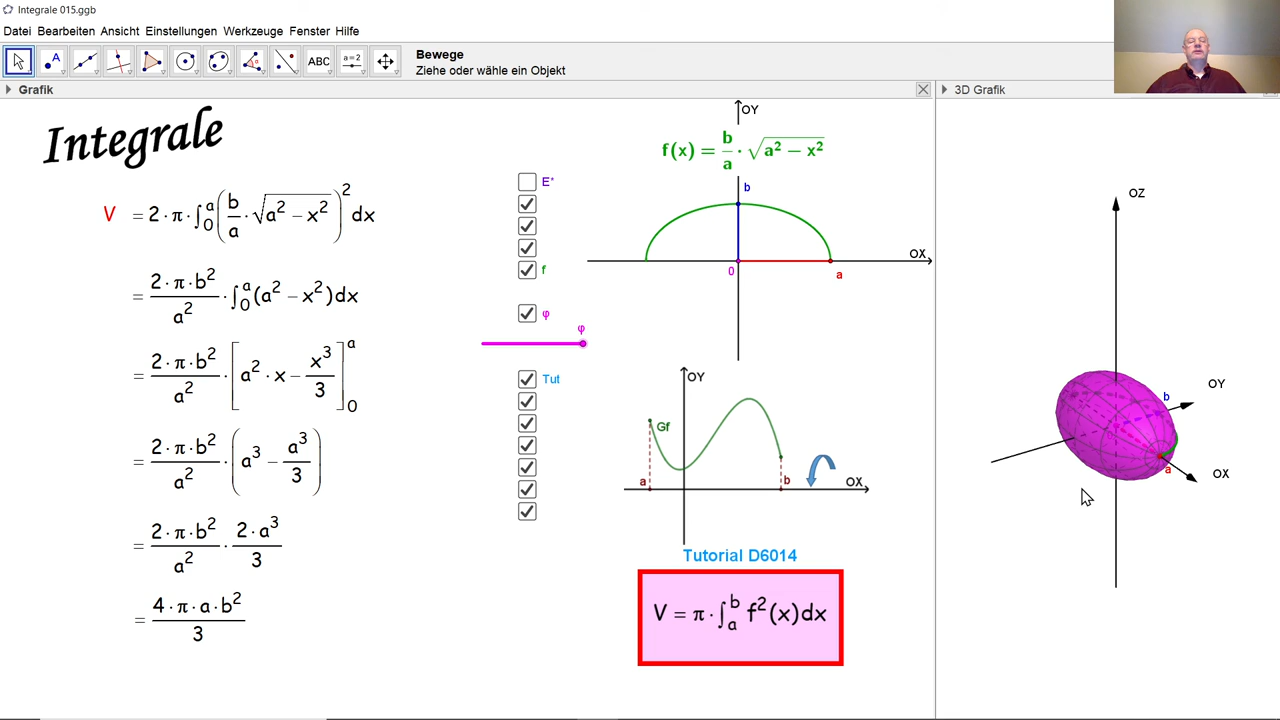 Integrale 015.ggb
Datei Bearbeiten Ansicht Einstellungen Werkzeuge Fenster Hilfe
A ABC a=2
Bewege
Ziehe oder wähle ein Objekt
Grafik
3D Grafik
Integrale
V = 2·π·∫₀ᵃ (b/a · √(a² − x²))² dx
= (2·π·b²)/a² · ∫₀ᵃ (a² − x²)dx
= (2·π·b²)/a² · [a²·x − x³/3]₀ᵃ
= (2·π·b²)/a² · (a³ − a³/3)
= (2·π·b²)/a² · (2·a³)/3
= (4·π·a·b²)/3
E*
f
φ
φ
Tut
OY
f(x) = b/a · √(a² − x²)
b
OX
0
a
OY
Gf
a
b
OX
Tutorial D6014
V = π·∫ₐᵇ f²(x)dx
OZ
OY
b
0
OX
a